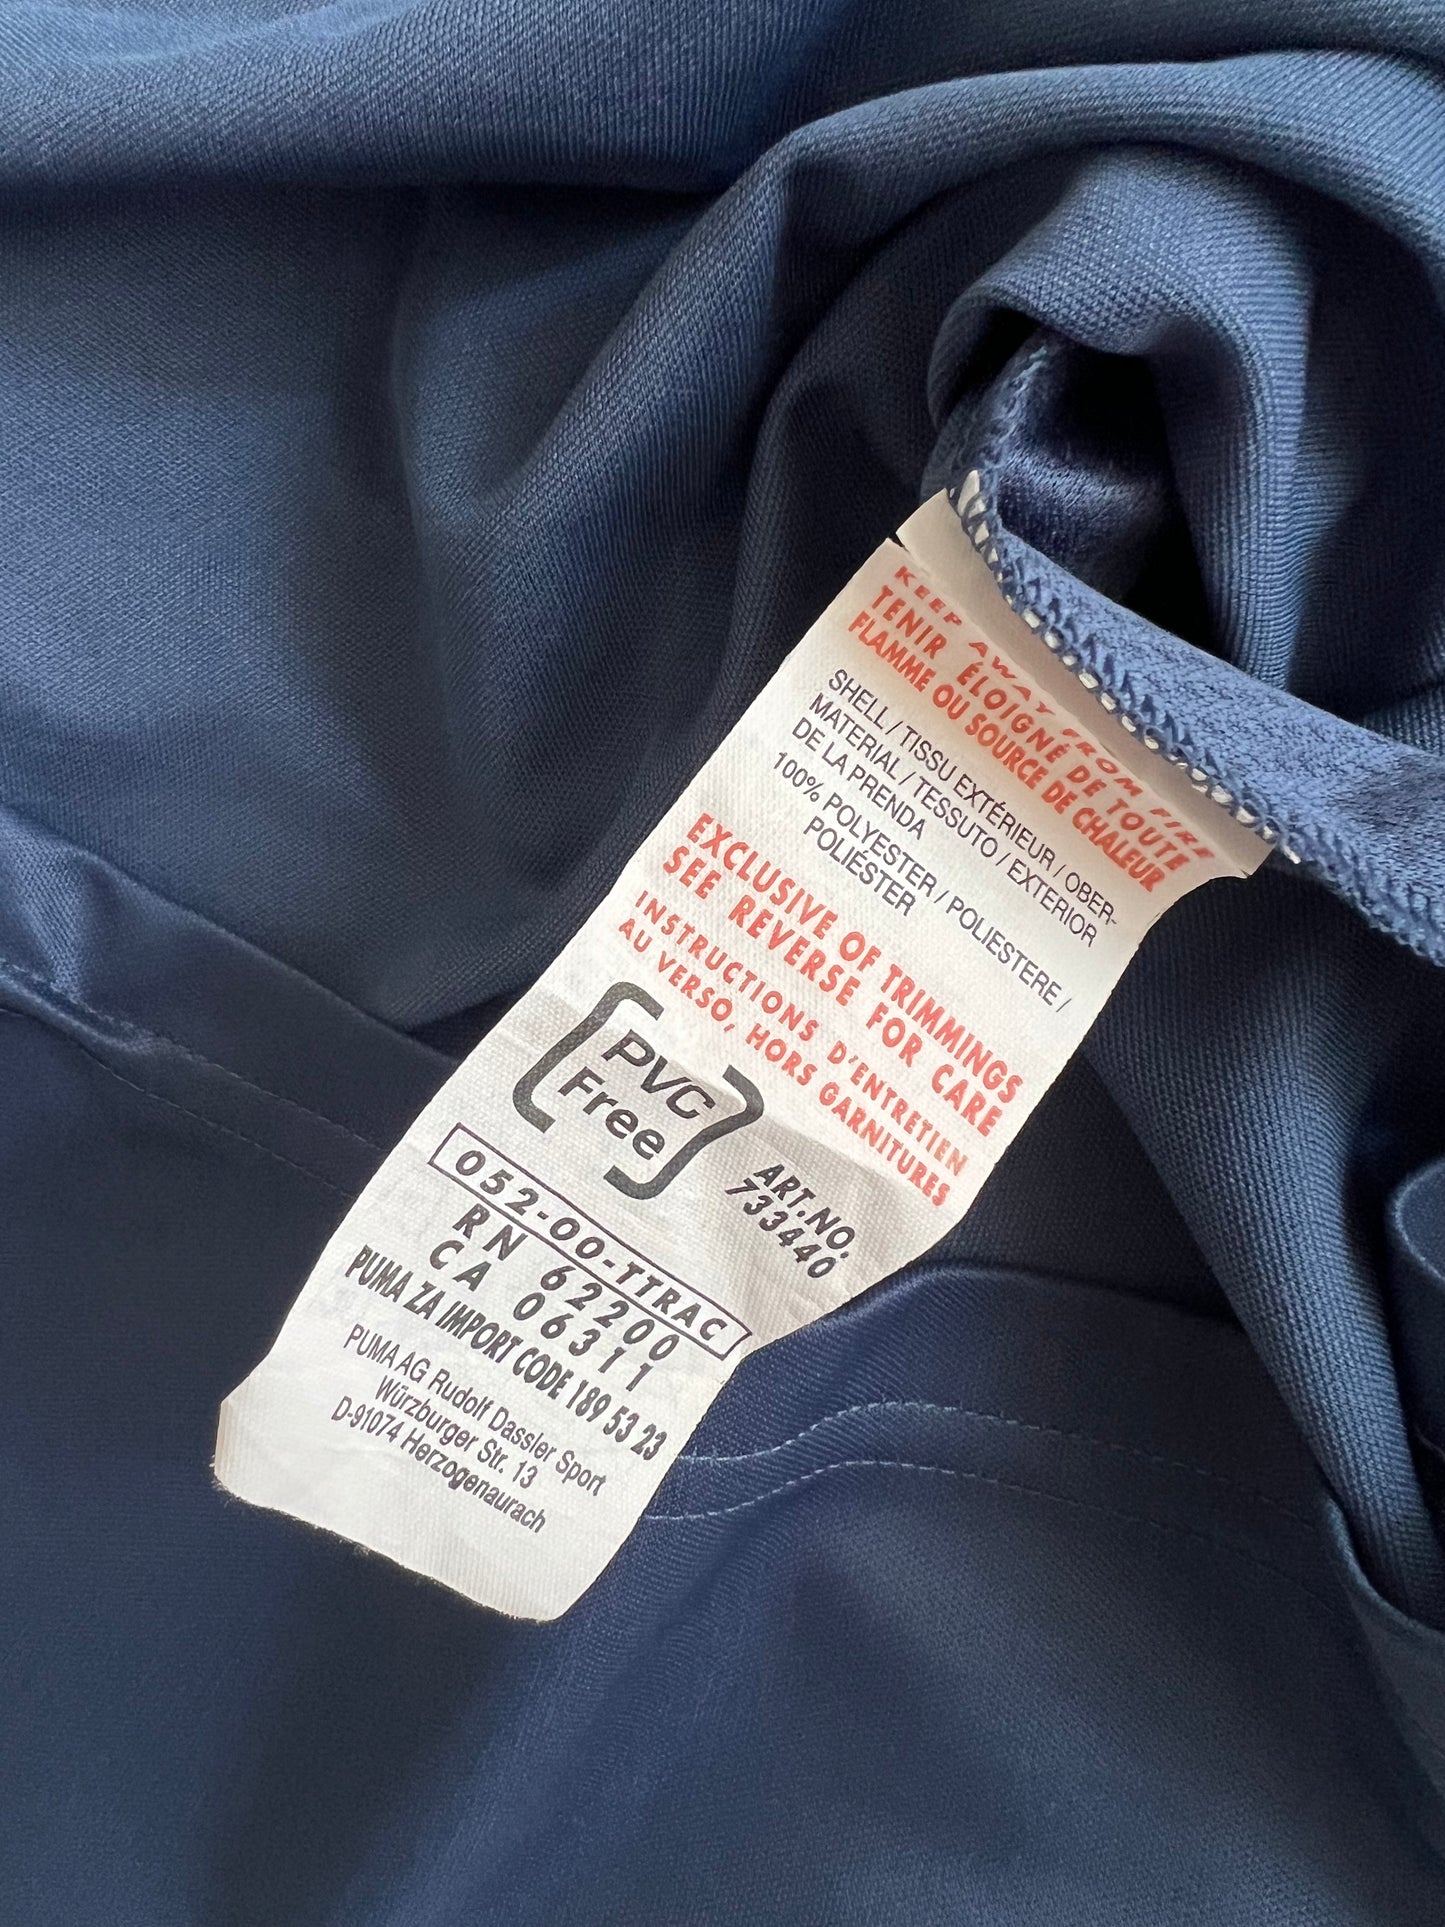 KEEP AWAY FROM FIRE
TENIR ÉLOIGNÉ DE TOUTE
FLAMME OU SOURCE DE CHALEUR
SHELL / TISSU EXTÉRIEUR / OBER-
MATERIAL / TESSUTO / EXTERIOR
DE LA PRENDA
100% POLYESTER / POLIESTERE /
POLIÉSTER
EXCLUSIVE OF TRIMMINGS
SEE REVERSE FOR CARE
INSTRUCTIONS D'ENTRETIEN
AU VERSO, HORS GARNITURES
PVC
Free
ART.NO.
733440
052-00-TTRAC
RN 62200
CA 06311
PUMA ZA IMPORT CODE 189 53 23
PUMA AG Rudolf Dassler Sport
Würzburger Str. 13
D-91074 Herzogenaurach